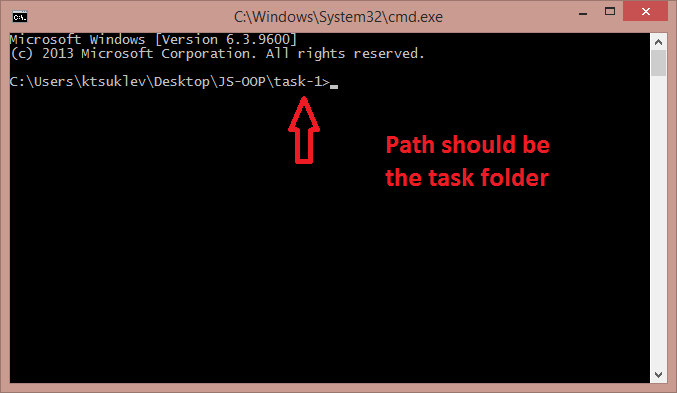 C:\Windows\System32\cmd.exe
Microsoft Windows [Version 6.3.9600]
(c) 2013 Microsoft Corporation. All rights reserved.
C:\Users\ktsuklev\Desktop\JS-OOP\task-1>
Path should be
the task folder